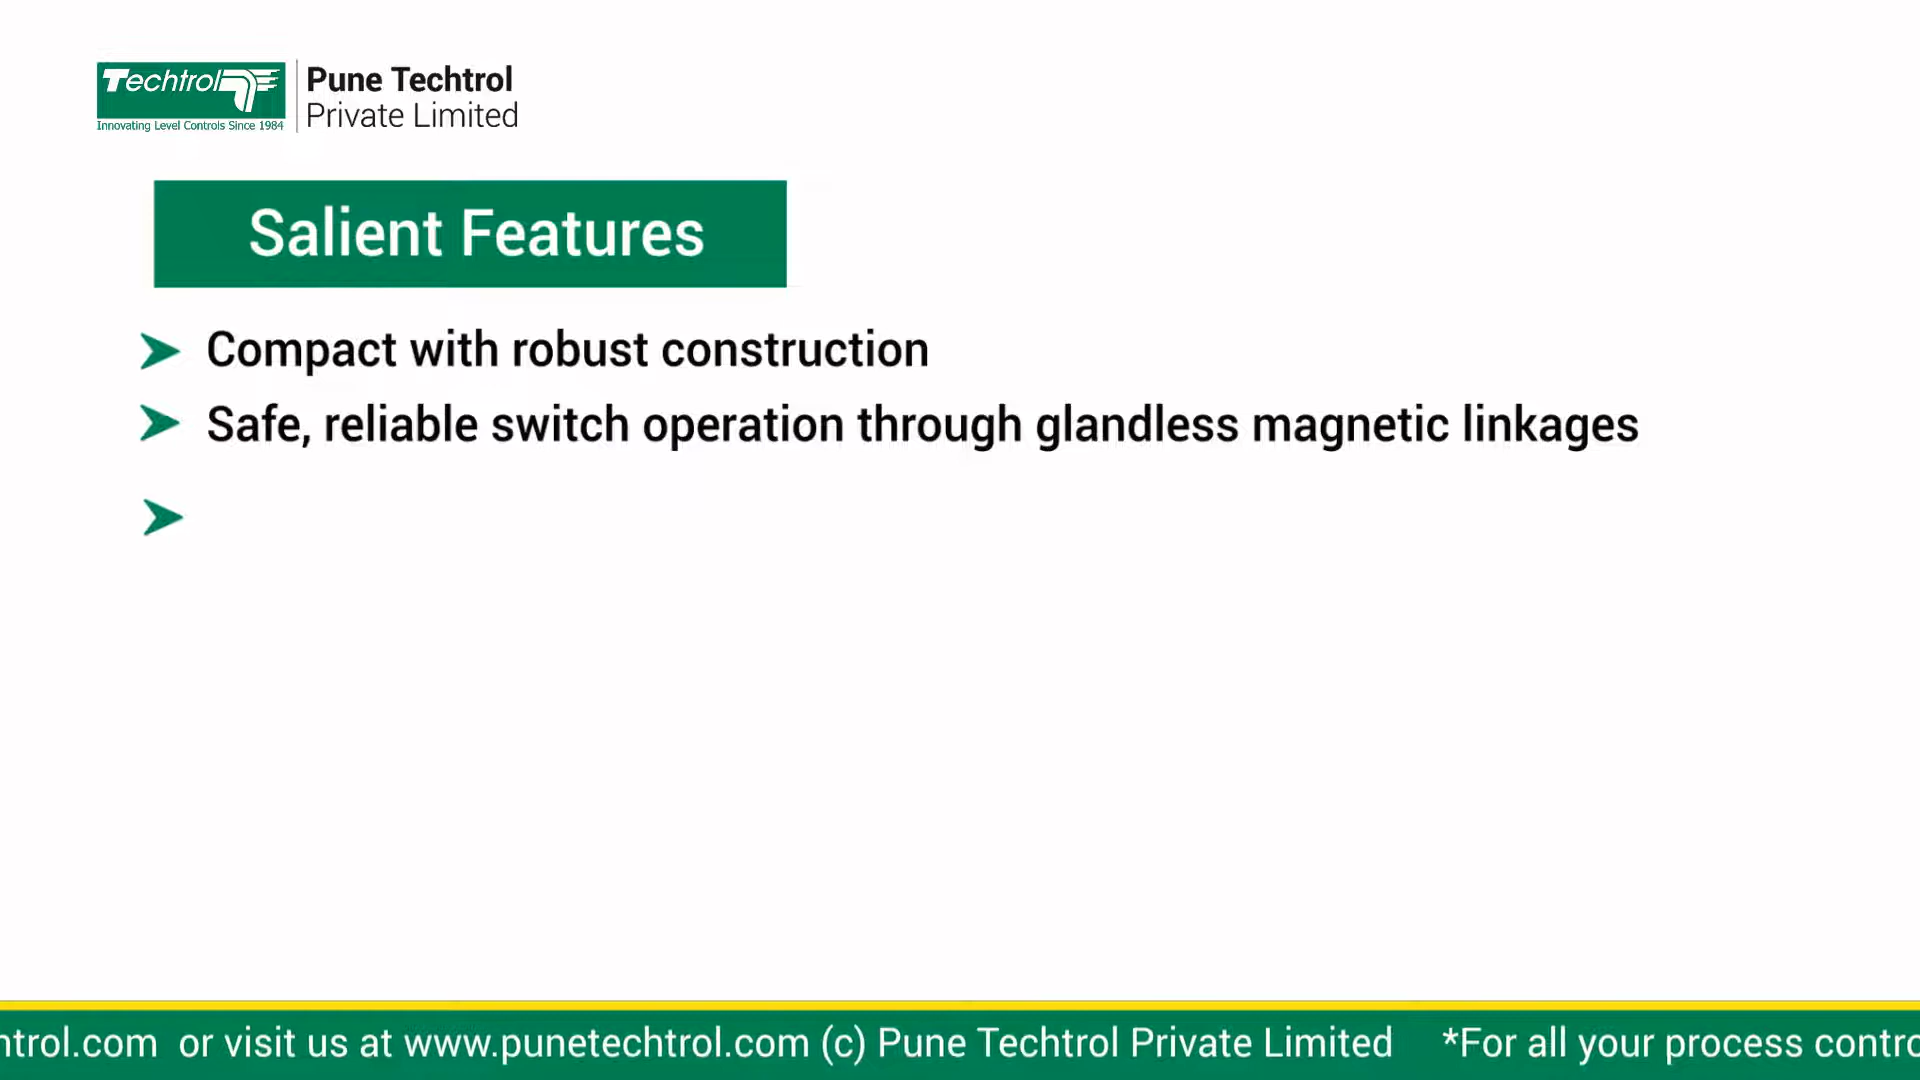 Techtrol
Innovating Level Controls Since 1984
Pune Techtrol
Private Limited
Salient Features
Compact with robust construction
Safe, reliable switch operation through glandless magnetic linkages
ntrol.com or visit us at www.punetechtrol.com (c) Pune Techtrol Private Limited *For all your process contro